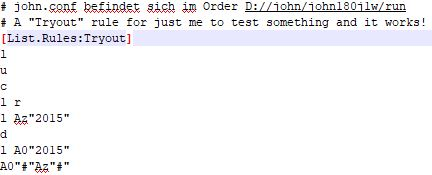 # john.conf befindet sich im Order D://john/john180j1w/run
# A "Tryout" rule for just me to test something and it works!
[List.Rules:Tryout]
l
u
c
l r
l Az"2015"
d
l A0"2015"
A0"#"Az"#"